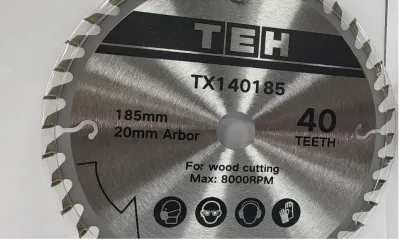 TEH
TX140185
185mm
20mm Arbor
40
TEETH
For wood cutting
Max: 8000RPM